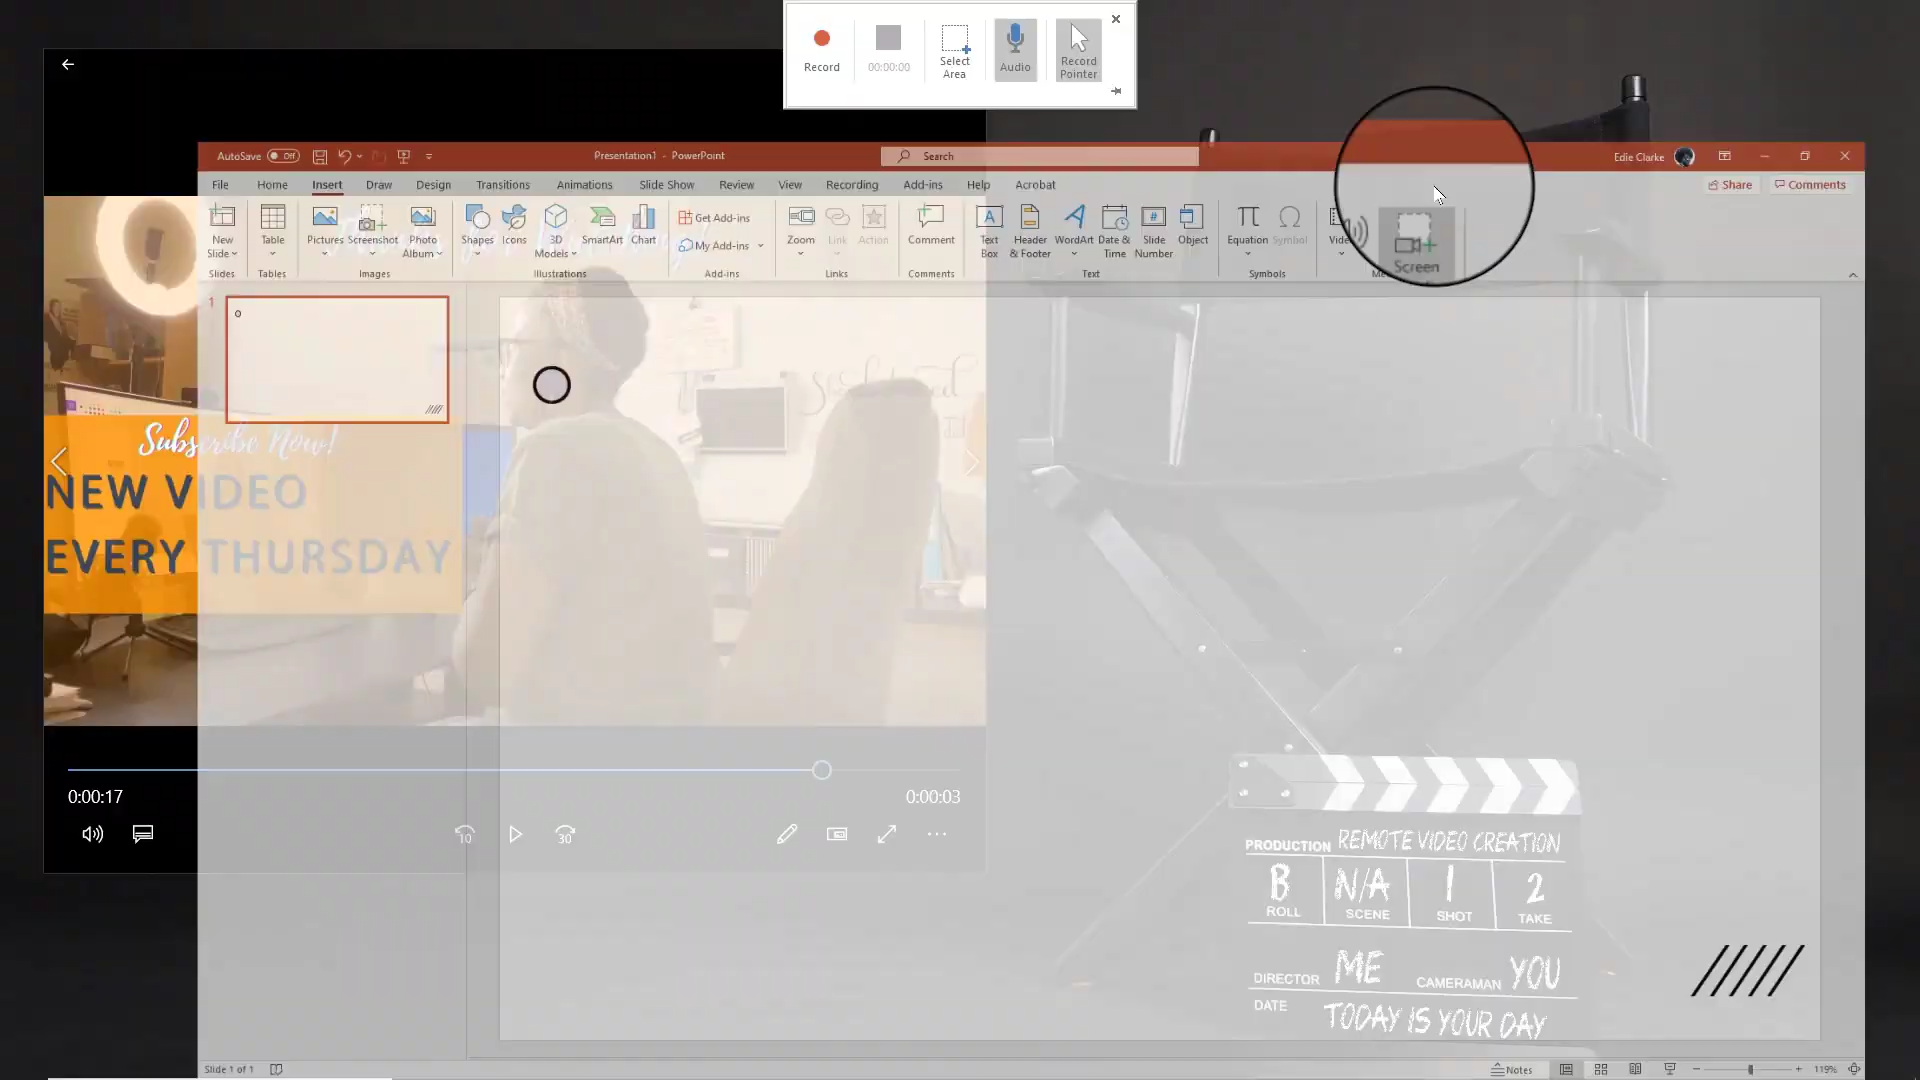 Record
00:00:00
Select
Area
Audio
Record
Pointer
AutoSave Off
Presentation1 - PowerPoint
Search
Edie Clarke
File Home Insert Draw Design Transitions Animations Slide Show Review View Recording Add-ins Help Acrobat
Share Comments
New
Slide
Table
Pictures
Screenshot
Photo
Album
Shapes
Icons
3D
Models
SmartArt
Chart
Get Add-ins
My Add-ins
Zoom
Link
Action
Comment
Text
Box
Header
& Footer
WordArt
Date &
Time
Slide
Number
Object
Equation
Symbol
Screen
Slides Tables Images Illustrations Add-ins Links Comments Text Symbols
1
Subscribe Now!
NEW VIDEO
EVERY THURSDAY
0:00:17
0:00:03
10
30
PRODUCTION REMOTE VIDEO CREATION
B N/A 1 2
ROLL SCENE SHOT TAKE
DIRECTOR ME CAMERAMAN YOU
DATE TODAY IS YOUR DAY
Slide 1 of 1
Notes
119%